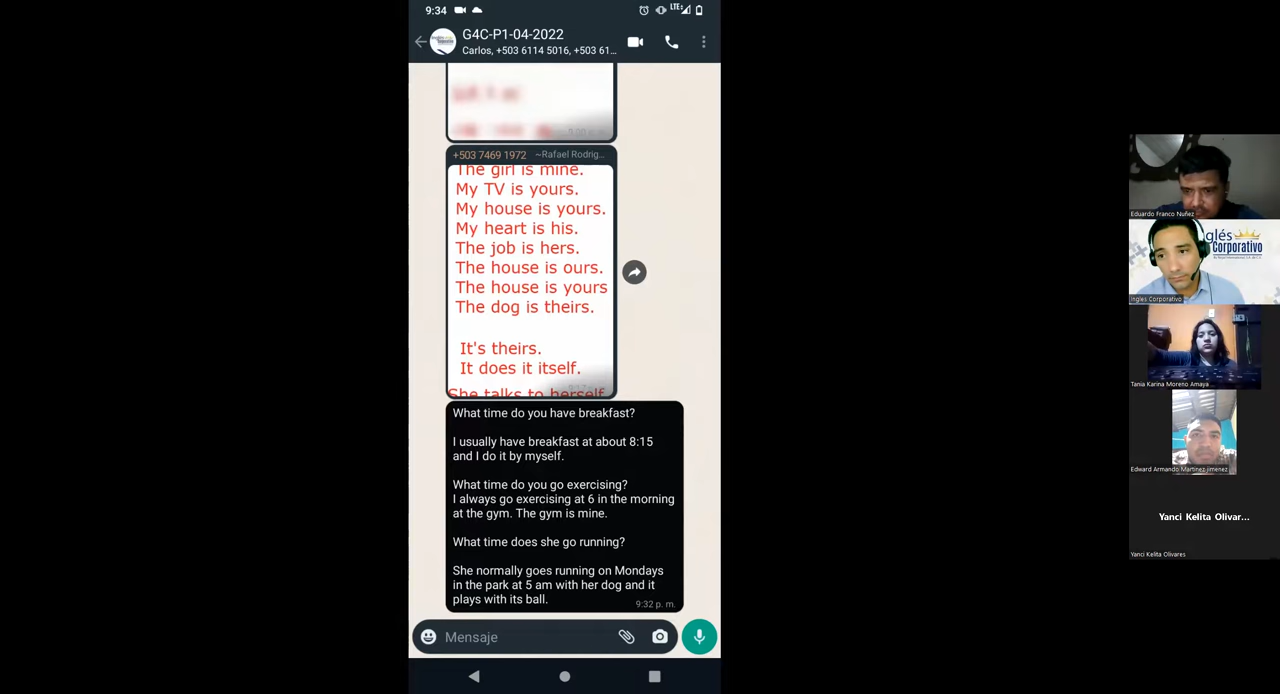 9:34
LTE
G4C-P1-04-2022
Carlos, +503 6114 5016, +503 61...
+503 7469 1972 ~Rafael Rodrig...
The girl is mine.
My TV is yours.
My house is yours.
My heart is his.
The job is hers.
The house is ours.
The house is yours
The dog is theirs.
It's theirs.
It does it itself.
She talks to herself
What time do you have breakfast?
I usually have breakfast at about 8:15
and I do it by myself.
What time do you go exercising?
I always go exercising at 6 in the morning
at the gym. The gym is mine.
What time does she go running?
She normally goes running on Mondays
in the park at 5 am with her dog and it
plays with its ball.
9:32 p. m.
Mensaje
Eduardo Franco Nuñez
glés
Corporativo
Ingles Corporativo
Tania Karina Moreno Amaya
Edward Armando Martinez jimenez
Yanci Kelita Olivar...
Yanci Kelita Olivares